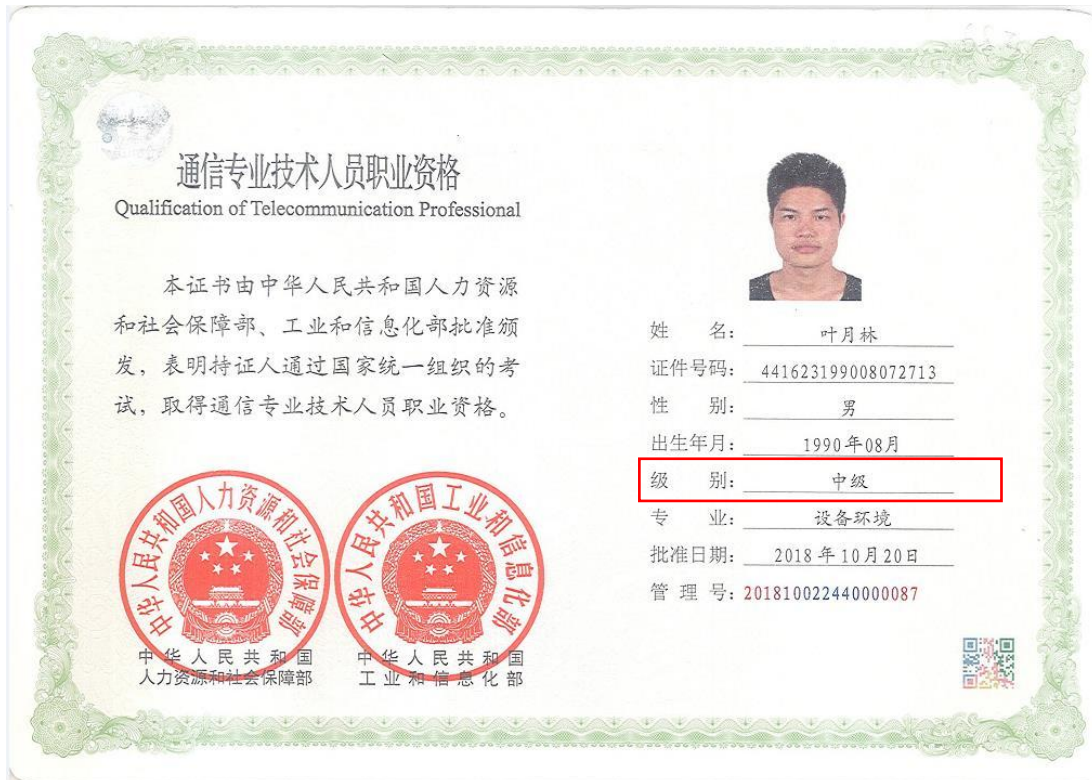 通信专业技术人员职业资格
Qualification of Telecommunication Professional
本证书由中华人民共和国人力资源
和社会保障部、工业和信息化部批准颁
发，表明持证人通过国家统一组织的考
试，取得通信专业技术人员职业资格。
姓 名： 叶月林
证件号码： 441623199008072713
性 别： 男
出生年月： 1990年08月
级 别： 中级
专 业： 设备环境
批准日期： 2018年10月20日
管 理 号：201810022440000087
中华人民共和国人力资源和社会保障部
中华人民共和国工业和信息化部
中华人民共和国
人力资源和社会保障部
中华人民共和国
工业和信息化部